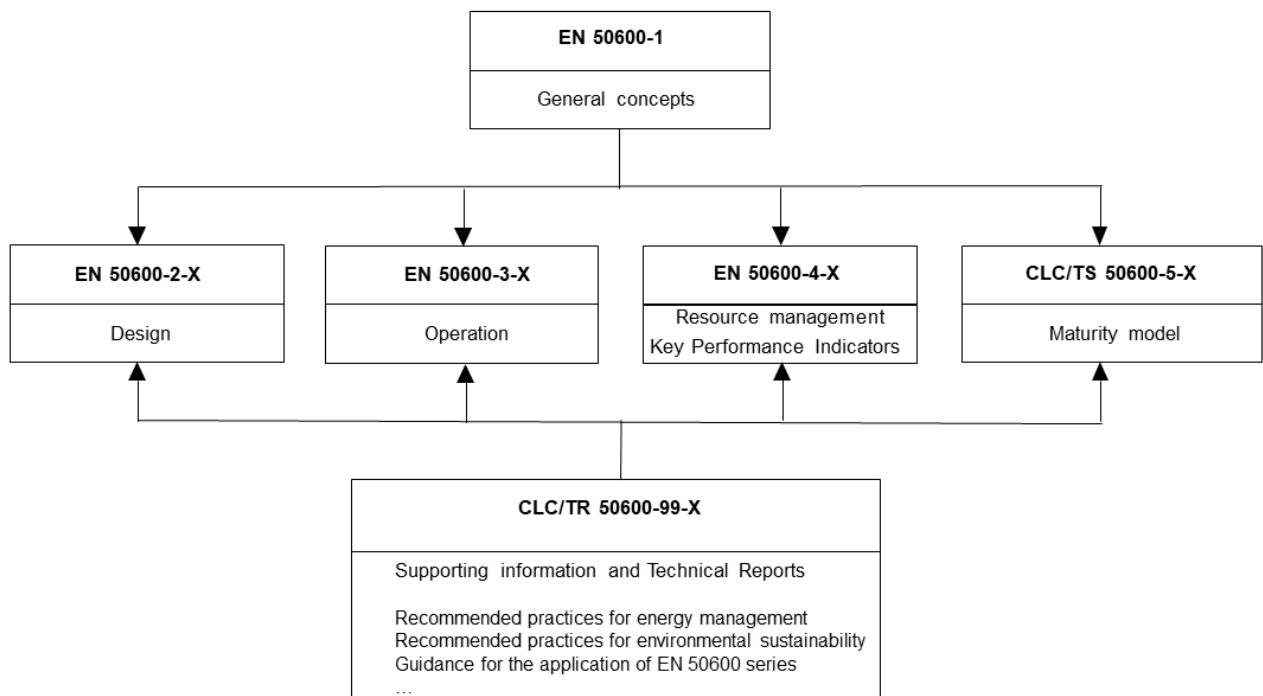 EN 50600-1
General concepts
EN 50600-2-X
Design
EN 50600-3-X
Operation
EN 50600-4-X
Resource management
Key Performance Indicators
CLC/TS 50600-5-X
Maturity model
CLC/TR 50600-99-X
Supporting information and Technical Reports
Recommended practices for energy management
Recommended practices for environmental sustainability
Guidance for the application of EN 50600 series
...